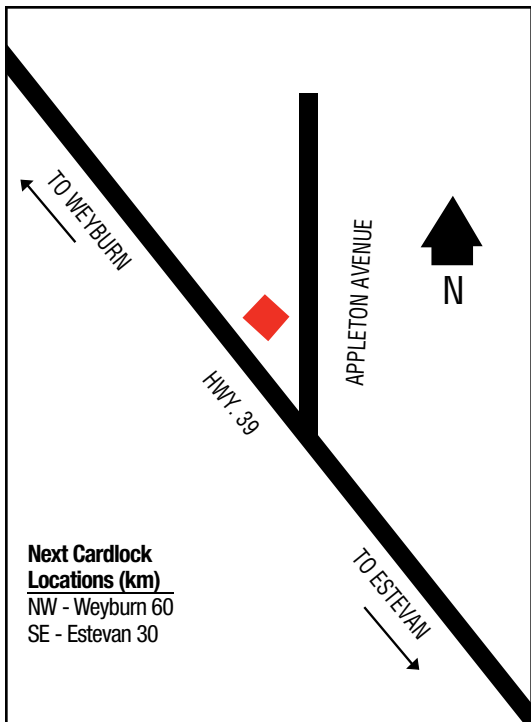 TO WEYBURN
APPLETON AVENUE
N
HWY. 39
TO ESTEVAN
Next Cardlock
Locations (km)
NW - Weyburn 60
SE - Estevan 30